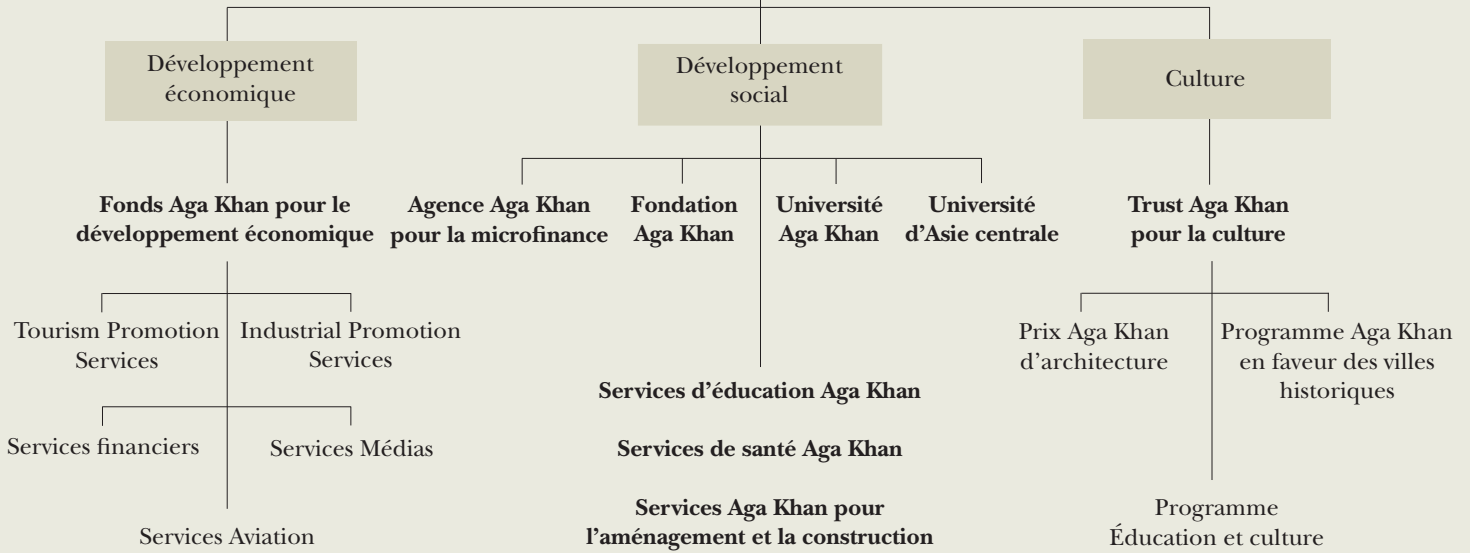 Développement
économique
Développement
social
Culture
Fonds Aga Khan pour le
développement économique
Agence Aga Khan
pour la microfinance
Fondation
Aga Khan
Université
Aga Khan
Université
d'Asie centrale
Trust Aga Khan
pour la culture
Tourism Promotion
Services
Industrial Promotion
Services
Services financiers
Services Médias
Services Aviation
Services d'éducation Aga Khan
Services de santé Aga Khan
Services Aga Khan pour
l'aménagement et la construction
Prix Aga Khan
d'architecture
Programme Aga Khan
en faveur des villes
historiques
Programme
Éducation et culture